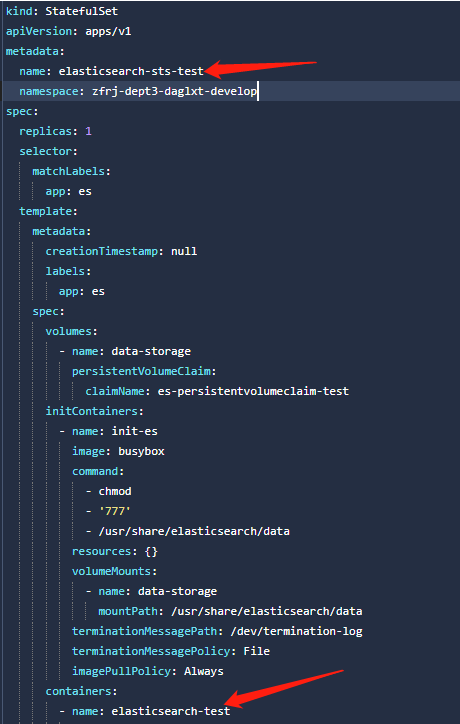 kind: StatefulSet
apiVersion: apps/v1
metadata:
  name: elasticsearch-sts-test
  namespace: zfrj-dept3-daglxt-develop
spec:
  replicas: 1
  selector:
    matchLabels:
      app: es
  template:
    metadata:
      creationTimestamp: null
      labels:
        app: es
    spec:
      volumes:
        - name: data-storage
          persistentVolumeClaim:
            claimName: es-persistentvolumeclaim-test
      initContainers:
        - name: init-es
          image: busybox
          command:
            - chmod
            - '777'
            - /usr/share/elasticsearch/data
          resources: {}
          volumeMounts:
            - name: data-storage
              mountPath: /usr/share/elasticsearch/data
          terminationMessagePath: /dev/termination-log
          terminationMessagePolicy: File
          imagePullPolicy: Always
      containers:
        - name: elasticsearch-test